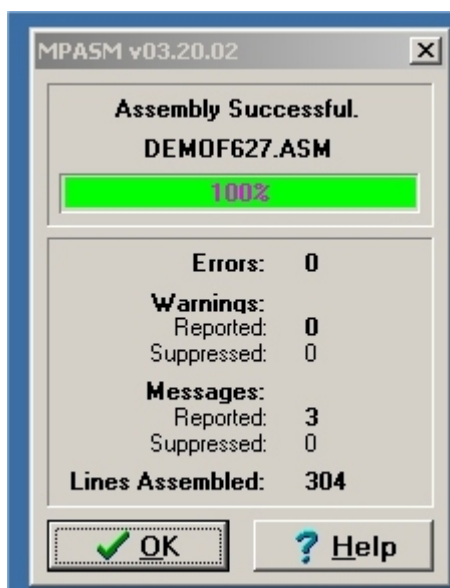 MPASM v03.20.02
Assembly Successful.
DEMOF627.ASM
100%
Errors: 0
Warnings:
Reported: 0
Suppressed: 0
Messages:
Reported: 3
Suppressed: 0
Lines Assembled: 304
OK
Help